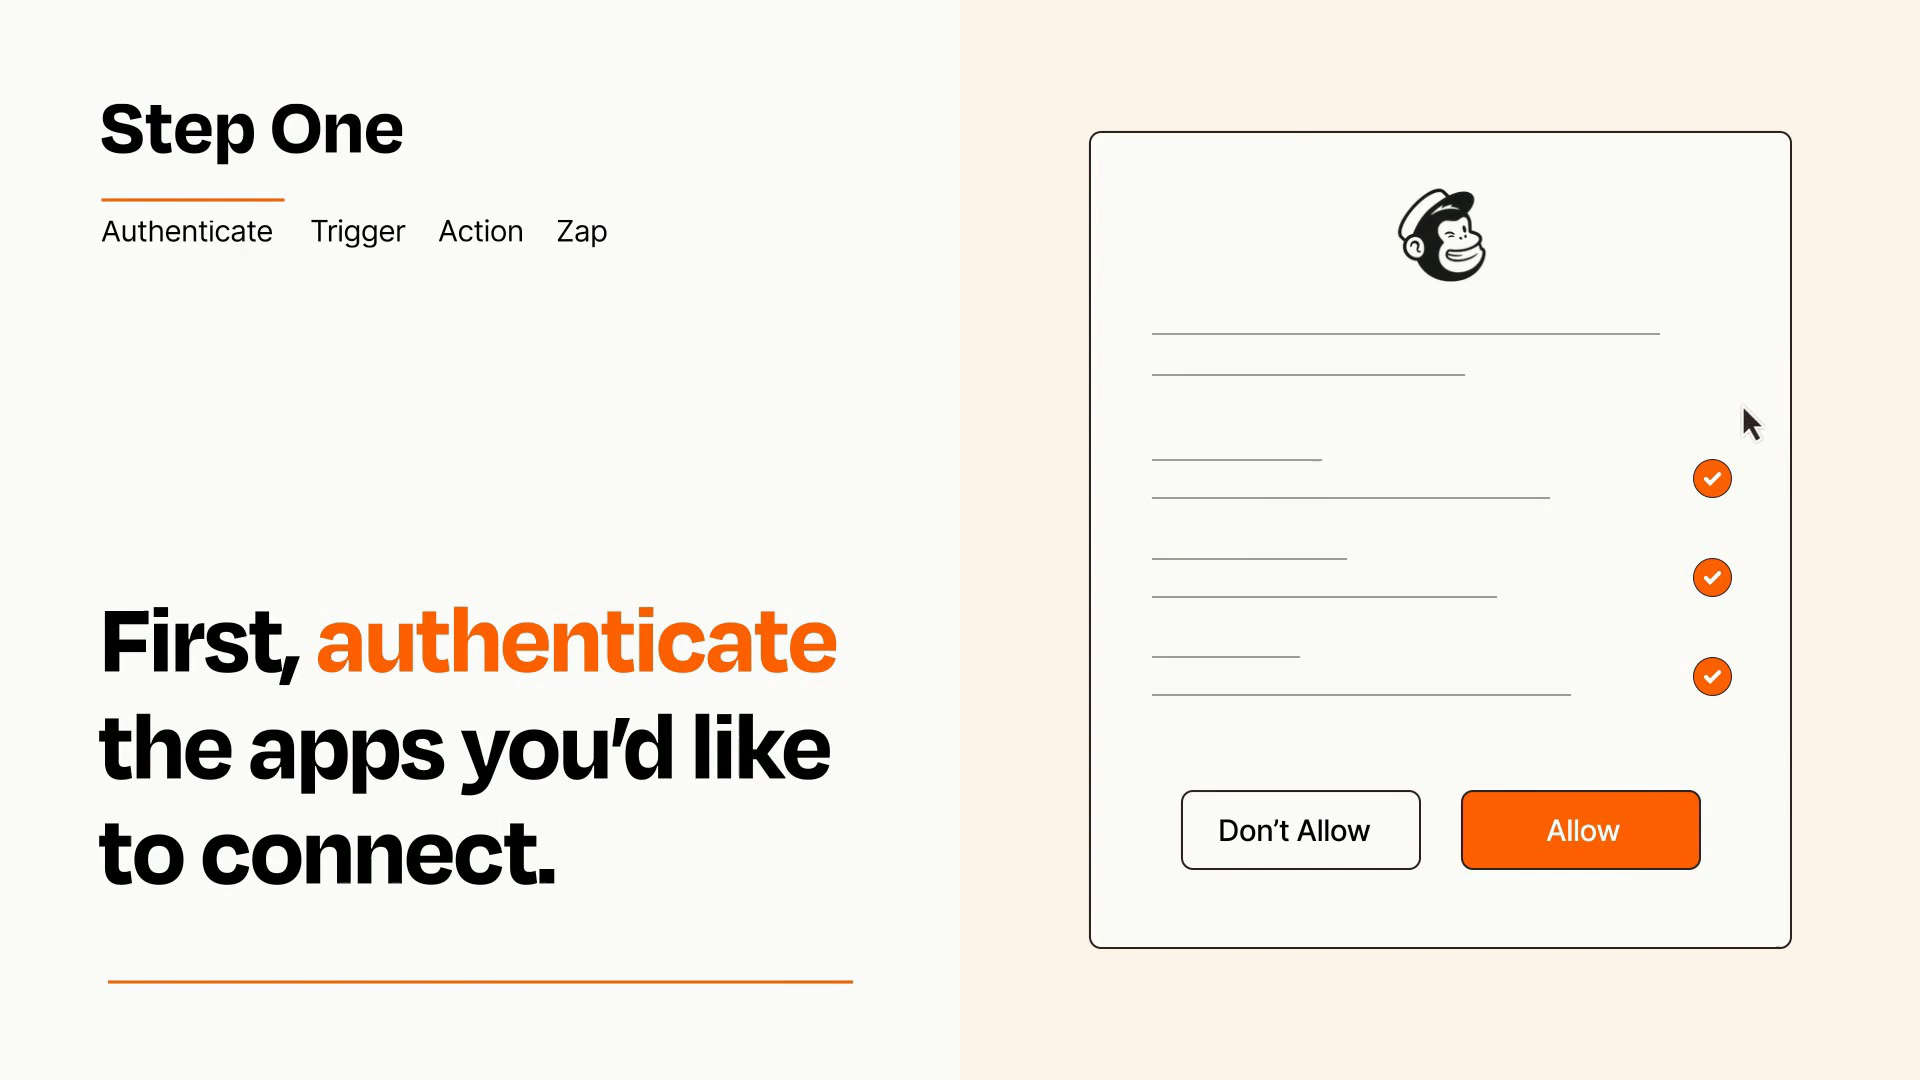 Step One
Authenticate Trigger Action Zap
First, authenticate
the apps you’d like
to connect.
Don’t Allow
Allow